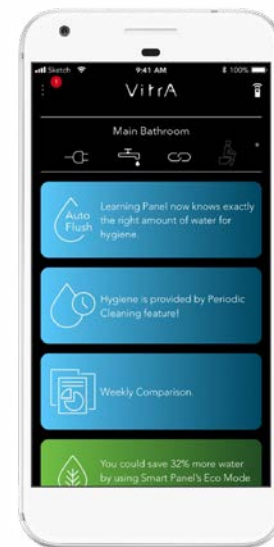 Sketch
9:41 AM
100%
VitrA
Main Bathroom
Auto
Flush
Learning Panel now knows exactly
the right amount of water for
hygiene.
Hygiene is provided by Periodic
Cleaning feature!
Weekly Comparison.
You could save 32% more water
by using Smart Panel's Eco Mode